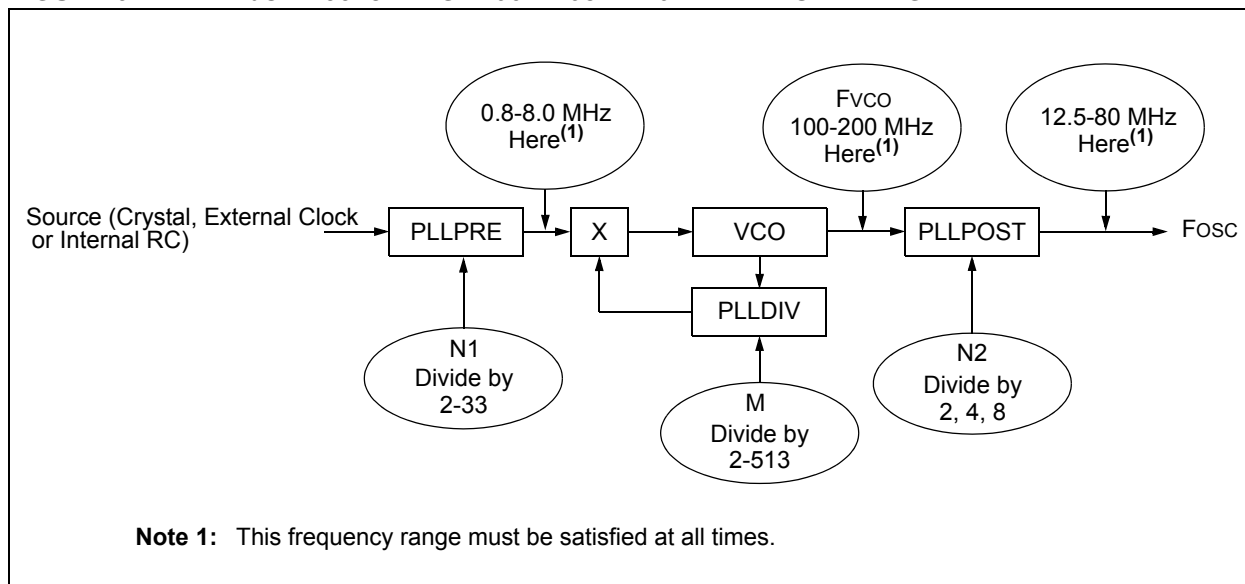 0.8-8.0 MHz
Here(1)
FVCO
100-200 MHz
Here(1)
12.5-80 MHz
Here(1)
Source (Crystal, External Clock
or Internal RC)
PLLPRE
X
VCO
PLLPOST
FOSC
PLLDIV
N1
Divide by
2-33
M
Divide by
2-513
N2
Divide by
2, 4, 8
Note 1: This frequency range must be satisfied at all times.